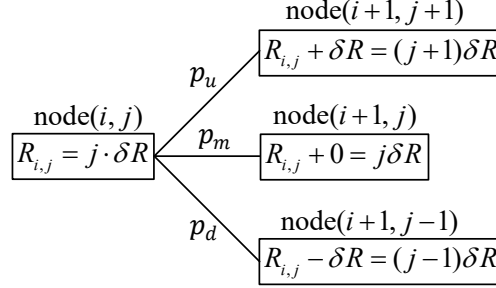 node(i+1, j+1)
R_{i,j} + δR = (j+1)δR
p_u
node(i, j)
node(i+1, j)
R_{i,j} = j·δR
p_m
R_{i,j} + 0 = jδR
node(i+1, j−1)
p_d
R_{i,j} − δR = (j−1)δR